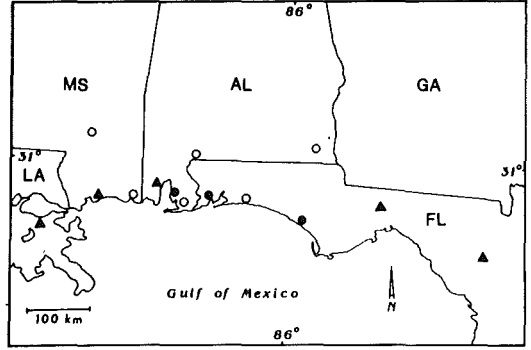 86°
MS
AL
GA
31°
31°
LA
FL
Gulf of Mexico
100 km
N
86°